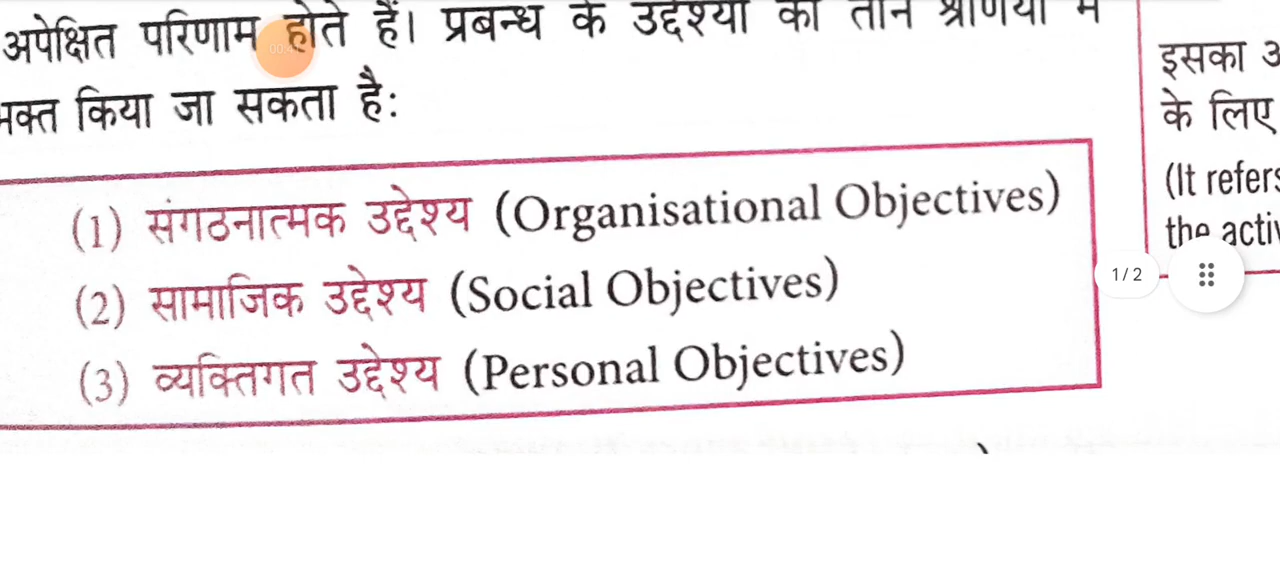 अपेक्षित परिणाम होते हैं। प्रबन्ध के उद्देश्यों को तीन श्रेणियों में
किया जा सकता है:
(1) संगठनात्मक उद्देश्य (Organisational Objectives)
(2) सामाजिक उद्देश्य (Social Objectives)
(3) व्यक्तिगत उद्देश्य (Personal Objectives)
इसका
के लिए
(It refers
the
1/2